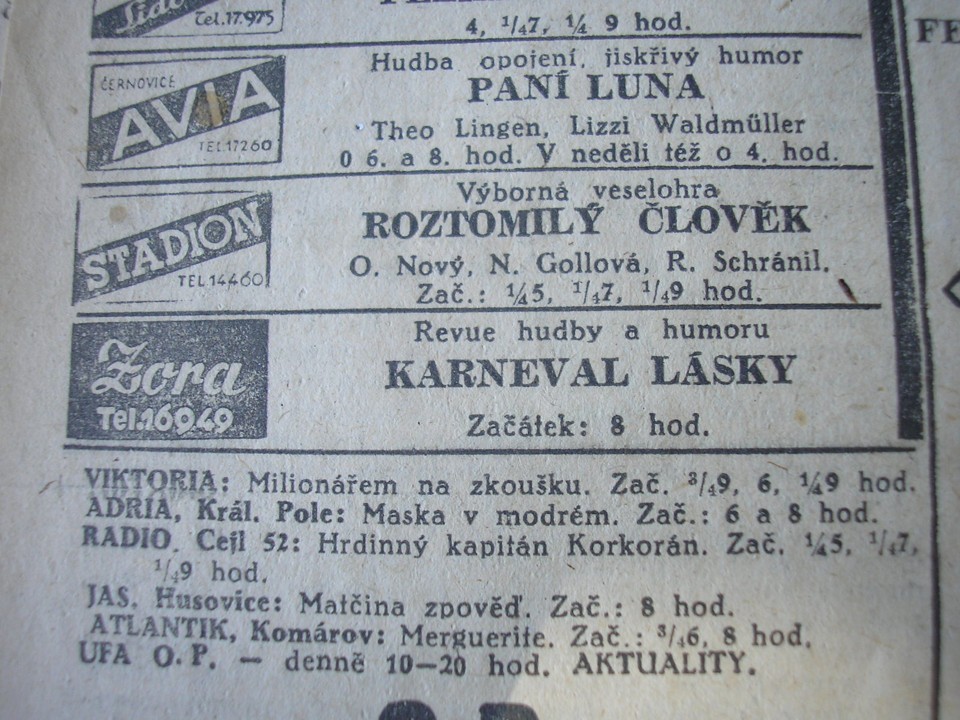 Tel.17.975
4, 1/47, 1/4 9 hod.
FE
ČERNOVICE
AVIA
TEL.17260
Hudba opojení, jiskřivý humor
PANÍ LUNA
Theo Lingen, Lizzi Waldmüller
O 6. a 8. hod. V neděli též o 4. hod.
STADION
TEL 14460
Výborná veselohra
ROZTOMILÝ ČLOVĚK
O. Nový, N. Gollová, R. Schránil.
Zač.: 1/45, 1/47, 1/49 hod.
Zora
Tel.16949
Revue hudby a humoru
KARNEVAL LÁSKY
Začátek: 8 hod.
VIKTORIA: Milionářem na zkoušku. Zač. 3/49, 6, 1/49 hod.
ADRIA, Král. Pole: Maska v modrém. Zač.: 6 a 8 hod.
RADIO, Cejl 52: Hrdinný kapitán Korkorán. Zač. 1/45, 1/47,
1/49 hod.
JAS, Husovice: Matčina zpověď. Zač.: 8 hod.
ATLANTIK, Komárov: Merguerite. Zač.: 3/46, 8 hod.
UFA O.P. — denně 10—20 hod. AKTUALITY.